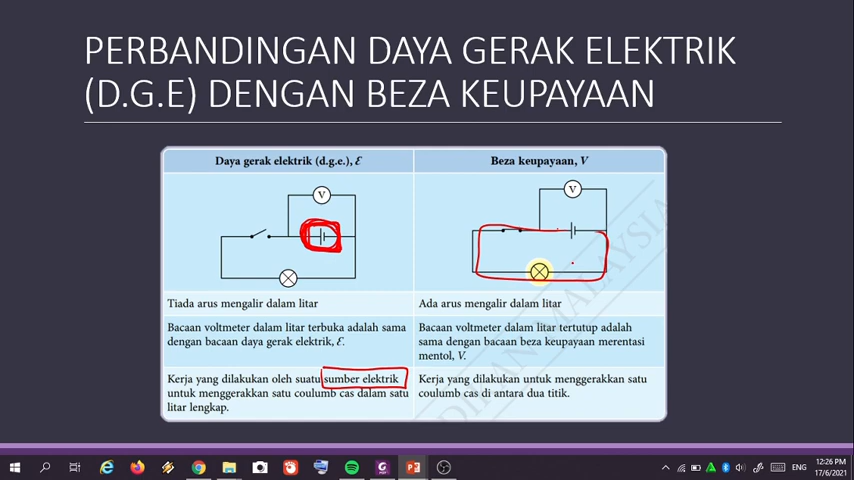 PERBANDINGAN DAYA GERAK ELEKTRIK
(D.G.E) DENGAN BEZA KEUPAYAAN
Daya gerak elektrik (d.g.e.), Ɛ
Beza keupayaan, V
V
V
Tiada arus mengalir dalam litar
Ada arus mengalir dalam litar
Bacaan voltmeter dalam litar terbuka adalah sama
dengan bacaan daya gerak elektrik, Ɛ.
Bacaan voltmeter dalam litar tertutup adalah
sama dengan bacaan beza keupayaan merentasi
mentol, V.
Kerja yang dilakukan oleh suatu sumber elektrik
untuk menggerakkan satu coulumb cas dalam satu
litar lengkap.
Kerja yang dilakukan untuk menggerakkan satu
coulumb cas di antara dua titik.
DIKAN MALAYSIA
ENG
12:26 PM
17/6/2021